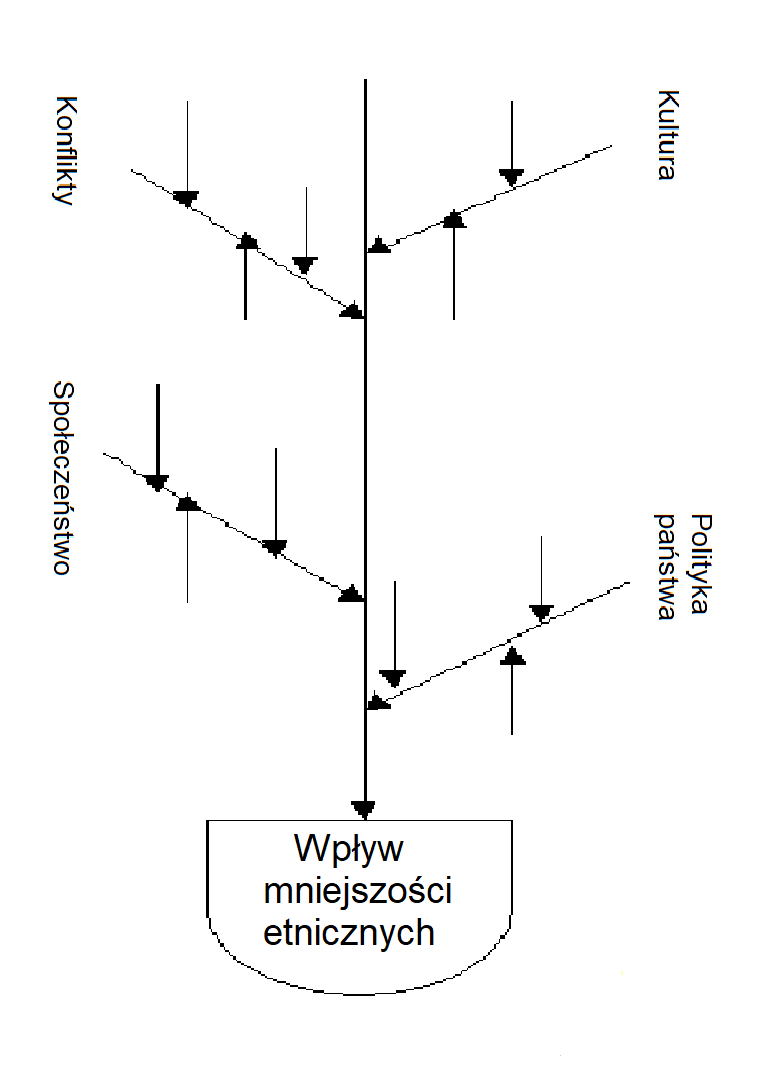 Konflikty
Kultura
Społeczeństwo
Polityka
państwa
Wpływ
mniejszości
etnicznych